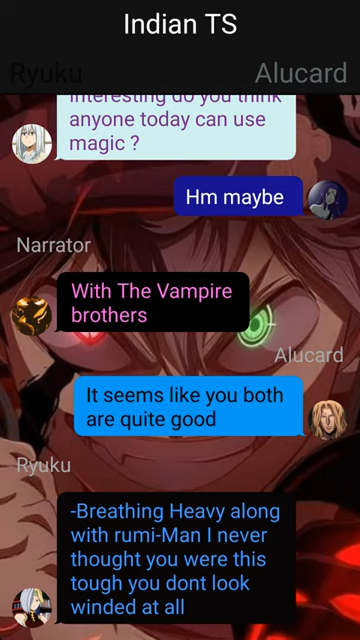 Indian TS
Ryuku
Alucard
interesting do you think
anyone today can use
magic ?
Hm maybe
Narrator
With The Vampire
brothers
Alucard
It seems like you both
are quite good
Ryuku
-Breathing Heavy along
with rumi-Man I never
thought you were this
tough you dont look
winded at all